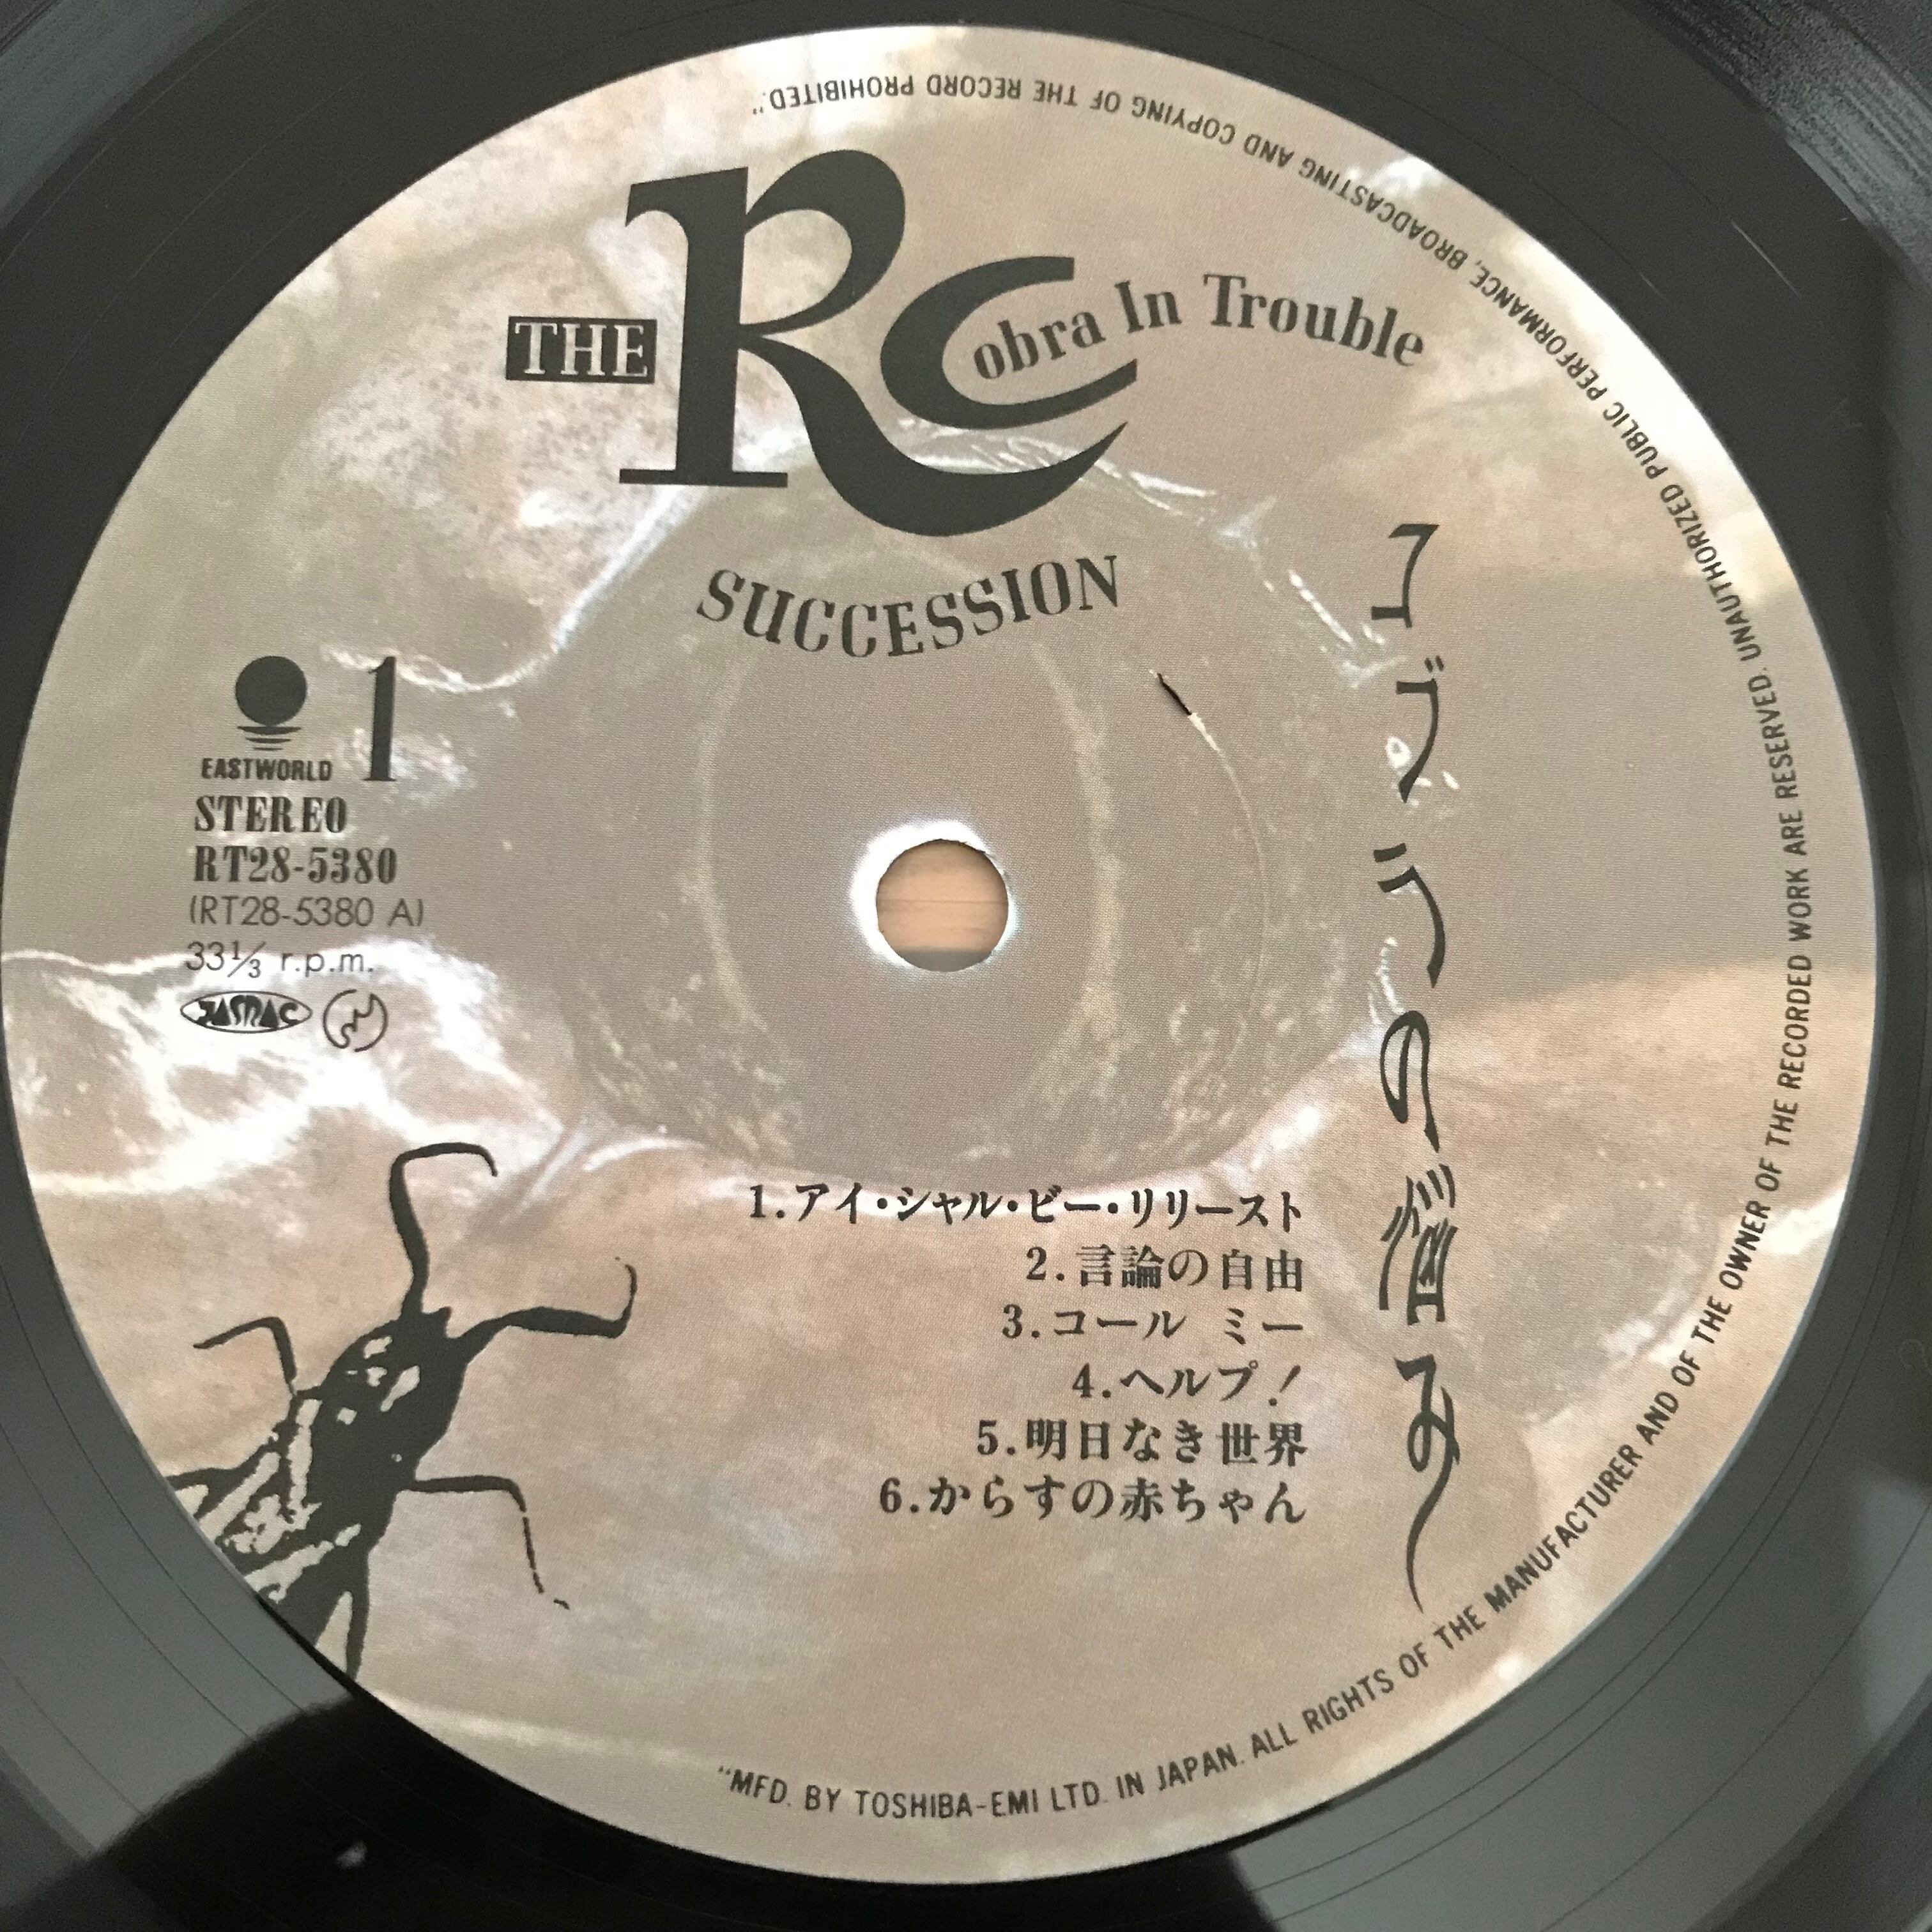 THE RC
obra In Trouble
SUCCESSION
コブラの悩み
EASTWORLD
1
STEREO
RT28-5380
(RT28-5380 A)
33⅓ r.p.m.
JASRAC
1.アイ・シャル・ビー・リリースト
2.言論の自由
3.コール ミー
4.ヘルプ!
5.明日なき世界
6.からすの赤ちゃん
"MFD. BY TOSHIBA-EMI LTD. IN JAPAN. ALL RIGHTS OF THE MANUFACTURER AND OF THE OWNER OF THE RECORDED WORK ARE RESERVED. UNAUTHORIZED PUBLIC PERFORMANCE, BROADCASTING AND COPYING OF THE RECORD PROHIBITED."